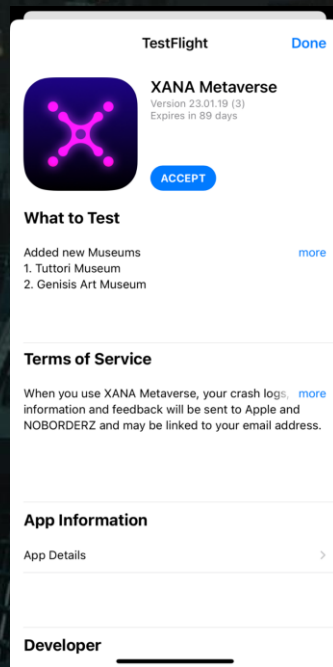 TestFlight
Done
XANA Metaverse
Version 23.01.19 (3)
Expires in 89 days
ACCEPT
What to Test
Added new Museums
more
1. Tuttori Museum
2. Genisis Art Museum
Terms of Service
When you use XANA Metaverse, your crash logs, more
information and feedback will be sent to Apple and
NOBORDERZ and may be linked to your email address.
App Information
App Details
Developer